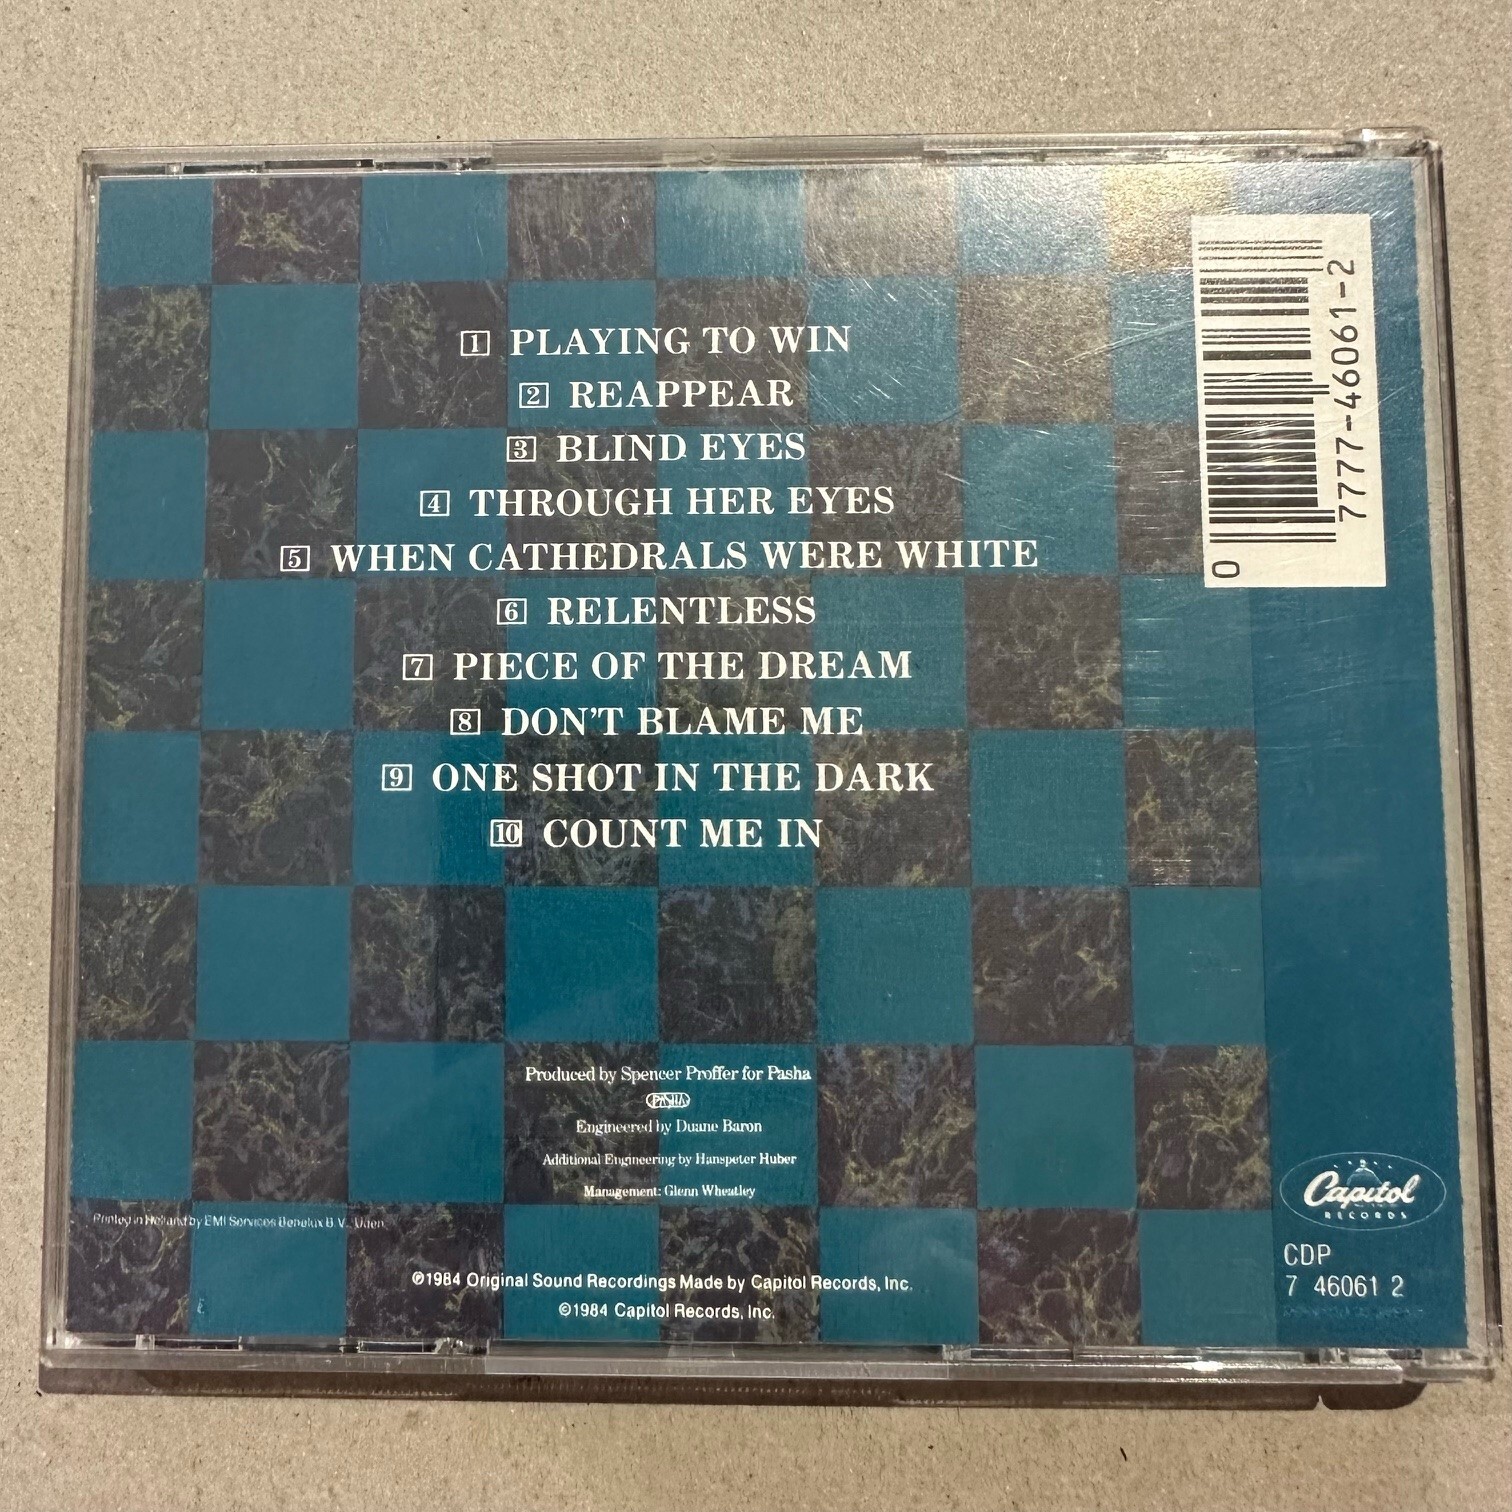 1 PLAYING TO WIN
2 REAPPEAR
3 BLIND EYES
4 THROUGH HER EYES
5 WHEN CATHEDRALS WERE WHITE
6 RELENTLESS
7 PIECE OF THE DREAM
8 DON'T BLAME ME
9 ONE SHOT IN THE DARK
10 COUNT ME IN
0 7777-46061-2
Produced by Spencer Proffer for Pasha
PASHA
Engineered by Duane Baron
Additional Engineering by Hanspeter Huber
Management: Glenn Wheatley
Printed in Holland by EMI Services Benelux B.V., Uden
℗1984 Original Sound Recordings Made by Capitol Records, Inc.
©1984 Capitol Records, Inc.
Capitol
RECORDS
CDP
7 46061 2